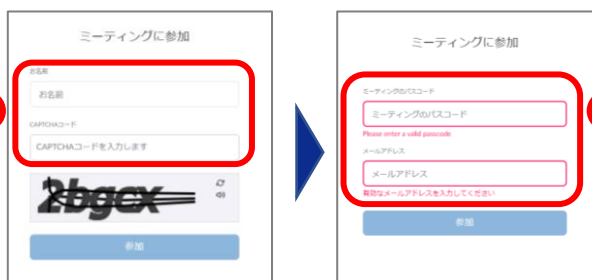 ミーティングに参加
お名前
お名前
CAPTCHAコード
CAPTCHAコードを入力します
2bgcx
参加
ミーティングに参加
ミーティングのパスコード
ミーティングのパスコード
Please enter a valid passcode
メールアドレス
メールアドレス
有効なメールアドレスを入力してください
参加